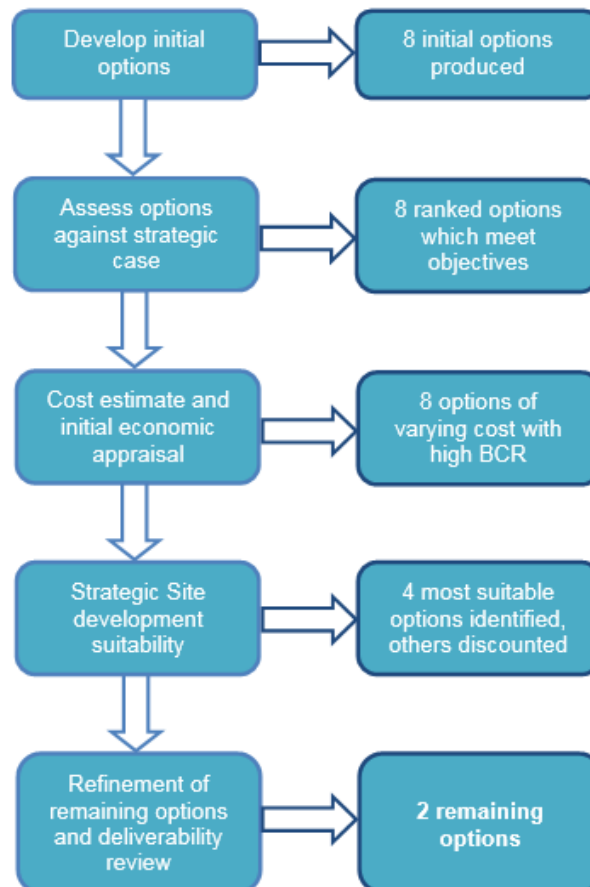 Develop initial
options
8 initial options
produced
Assess options
against strategic
case
8 ranked options
which meet
objectives
Cost estimate and
initial economic
appraisal
8 options of
varying cost with
high BCR
Strategic Site
development
suitability
4 most suitable
options identified,
others discounted
Refinement of
remaining options
and deliverability
review
2 remaining
options